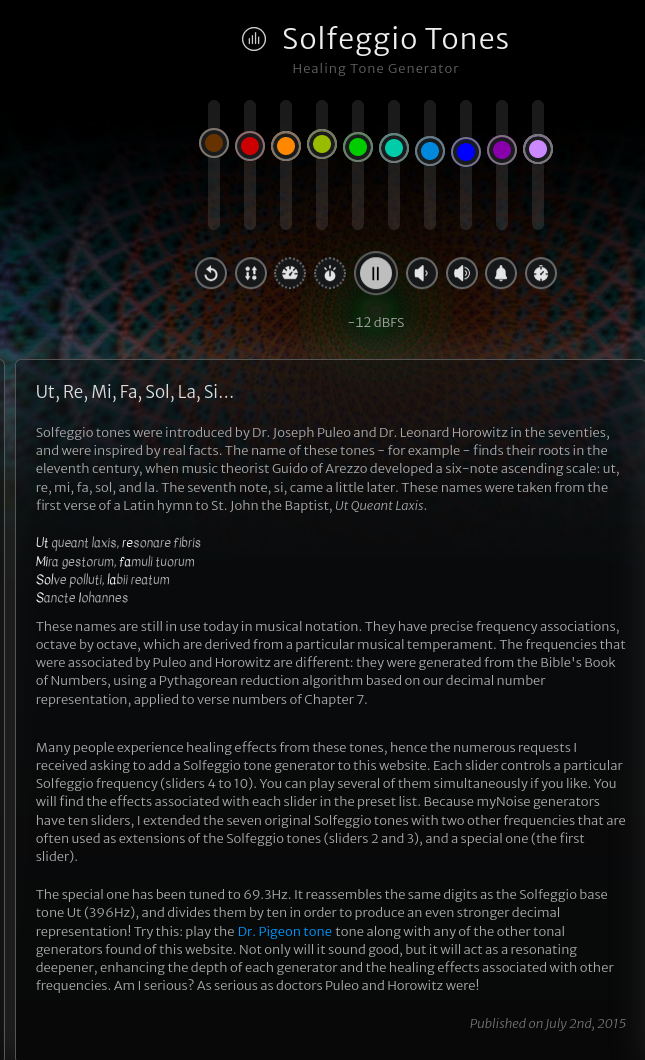 Solfeggio Tones
Healing Tone Generator
-12 dBFS
Ut, Re, Mi, Fa, Sol, La, Si...
Solfeggio tones were introduced by Dr. Joseph Puleo and Dr. Leonard Horowitz in the seventies,
and were inspired by real facts. The name of these tones - for example - finds their roots in the
eleventh century, when music theorist Guido of Arezzo developed a six-note ascending scale: ut,
re, mi, fa, sol, and la. The seventh note, si, came a little later. These names were taken from the
first verse of a Latin hymn to St. John the Baptist, Ut Queant Laxis.
Ut queant laxis, resonare fibris
Mira gestorum, famuli tuorum
Solve polluti, labii reatum
Sancte Iohannes
These names are still in use today in musical notation. They have precise frequency associations,
octave by octave, which are derived from a particular musical temperament. The frequencies that
were associated by Puleo and Horowitz are different: they were generated from the Bible's Book
of Numbers, using a Pythagorean reduction algorithm based on our decimal number
representation, applied to verse numbers of Chapter 7.
Many people experience healing effects from these tones, hence the numerous requests I
received asking to add a Solfeggio tone generator to this website. Each slider controls a particular
Solfeggio frequency (sliders 4 to 10). You can play several of them simultaneously if you like. You
will find the effects associated with each slider in the preset list. Because myNoise generators
have ten sliders, I extended the seven original Solfeggio tones with two other frequencies that are
often used as extensions of the Solfeggio tones (sliders 2 and 3), and a special one (the first
slider).
The special one has been tuned to 69.3Hz. It reassembles the same digits as the Solfeggio base
tone Ut (396Hz), and divides them by ten in order to produce an even stronger decimal
representation! Try this: play the Dr. Pigeon tone tone along with any of the other tonal
generators found of this website. Not only will it sound good, but it will act as a resonating
deepener, enhancing the depth of each generator and the healing effects associated with other
frequencies. Am I serious? As serious as doctors Puleo and Horowitz were!
Published on July 2nd, 2015